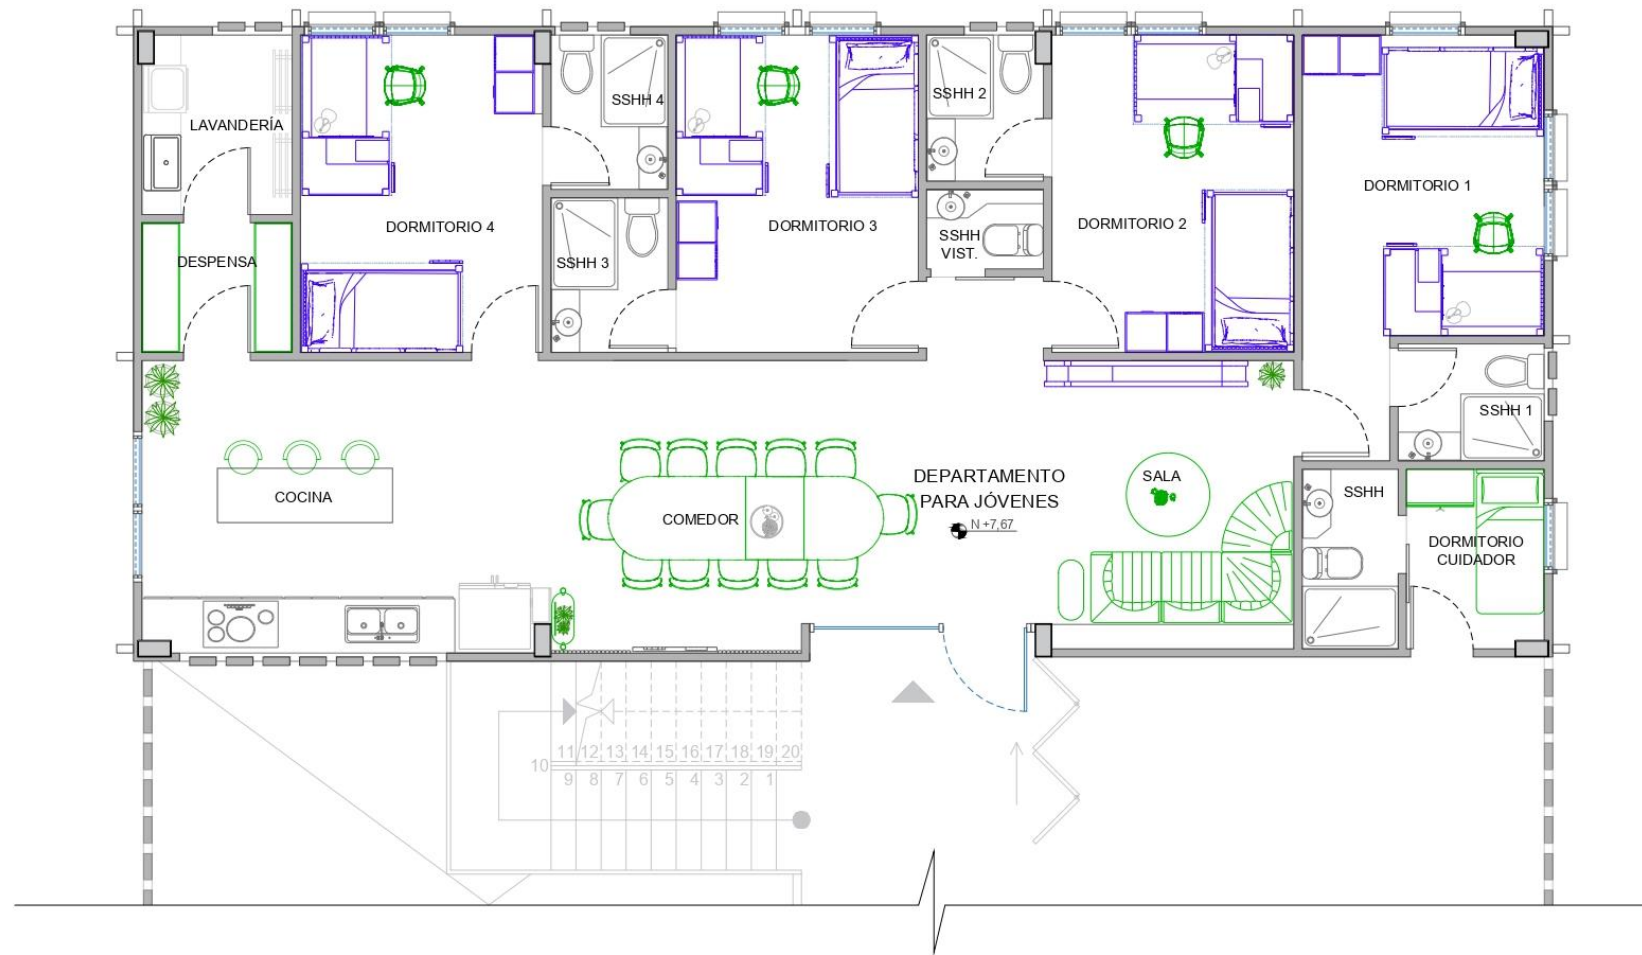 LAVANDERÍA
SSHH 4
SSHH 2
DORMITORIO 1
DORMITORIO 4
DORMITORIO 3
SSHH
VIST.
DORMITORIO 2
DESPENSA
SSHH 3
SSHH 1
COCINA
COMEDOR
DEPARTAMENTO
PARA JÓVENES
N +7,67
SALA
SSHH
DORMITORIO
CUIDADOR
11 12 13 14 15 16 17 18 19 20
10
9 8 7 6 5 4 3 2 1